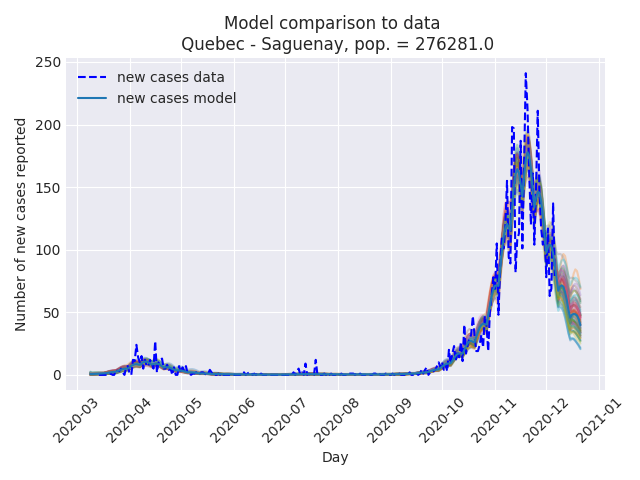 Model comparison to data
Quebec - Saguenay, pop. = 276281.0
new cases data
new cases model
Number of new cases reported
250
200
150
100
50
0
2020-03
2020-04
2020-05
2020-06
2020-07
2020-08
2020-09
2020-10
2020-11
2020-12
2021-01
Day